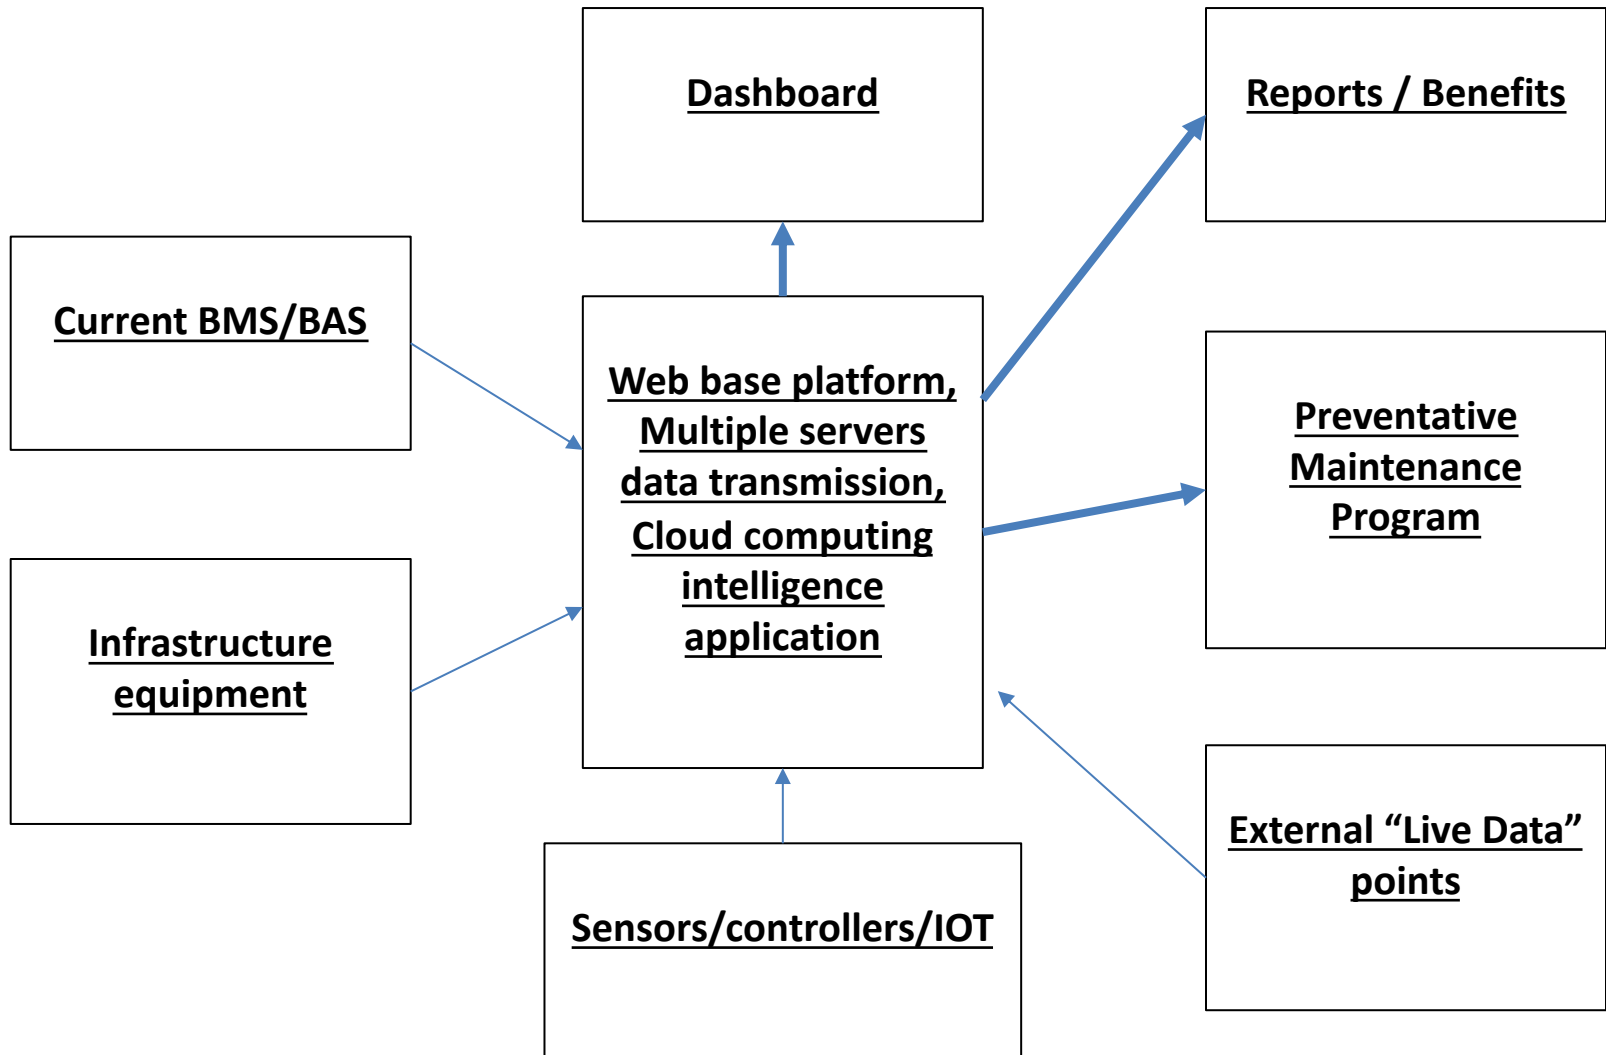 Dashboard
Reports / Benefits
Current BMS/BAS
Web base platform,
Multiple servers
data transmission,
Cloud computing
intelligence
application
Preventative
Maintenance
Program
Infrastructure
equipment
External “Live Data”
points
Sensors/controllers/IOT